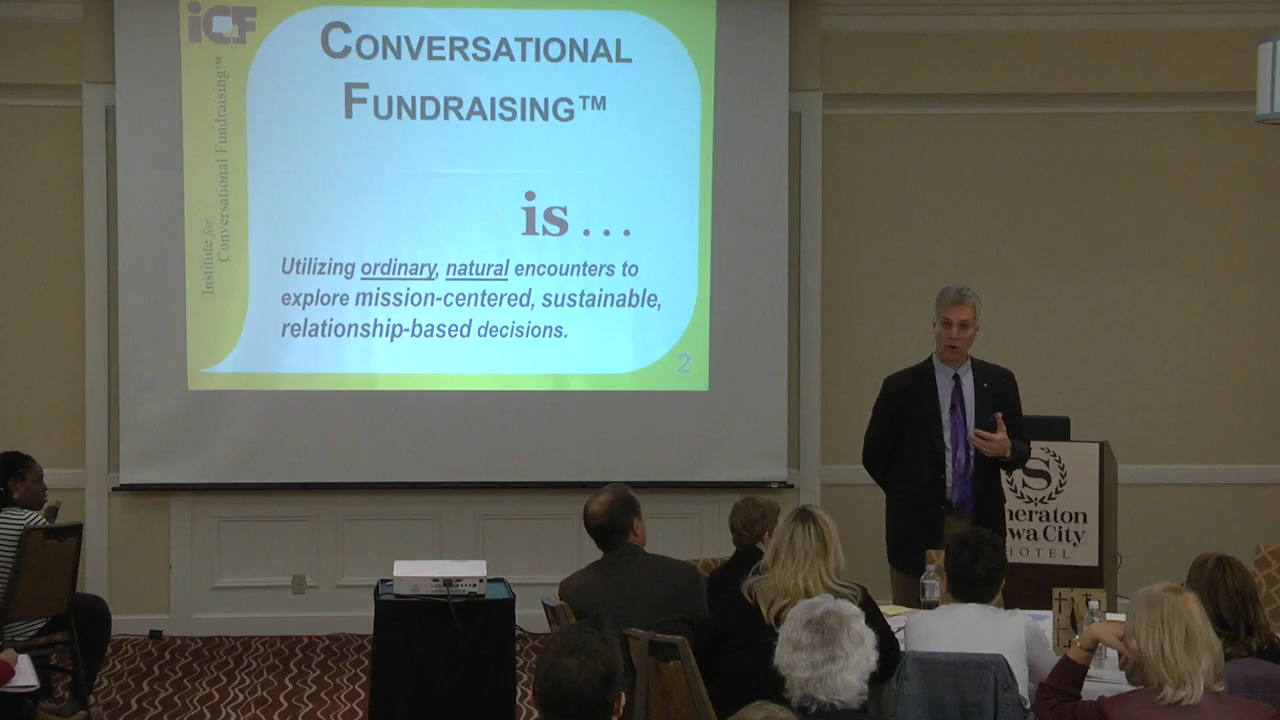 iCF
Institute for
Conversational Fundraising™
CONVERSATIONAL
FUNDRAISING™
is...
Utilizing ordinary, natural encounters to
explore mission-centered, sustainable,
relationship-based decisions.
2
S
heraton
wa City
HOTEL